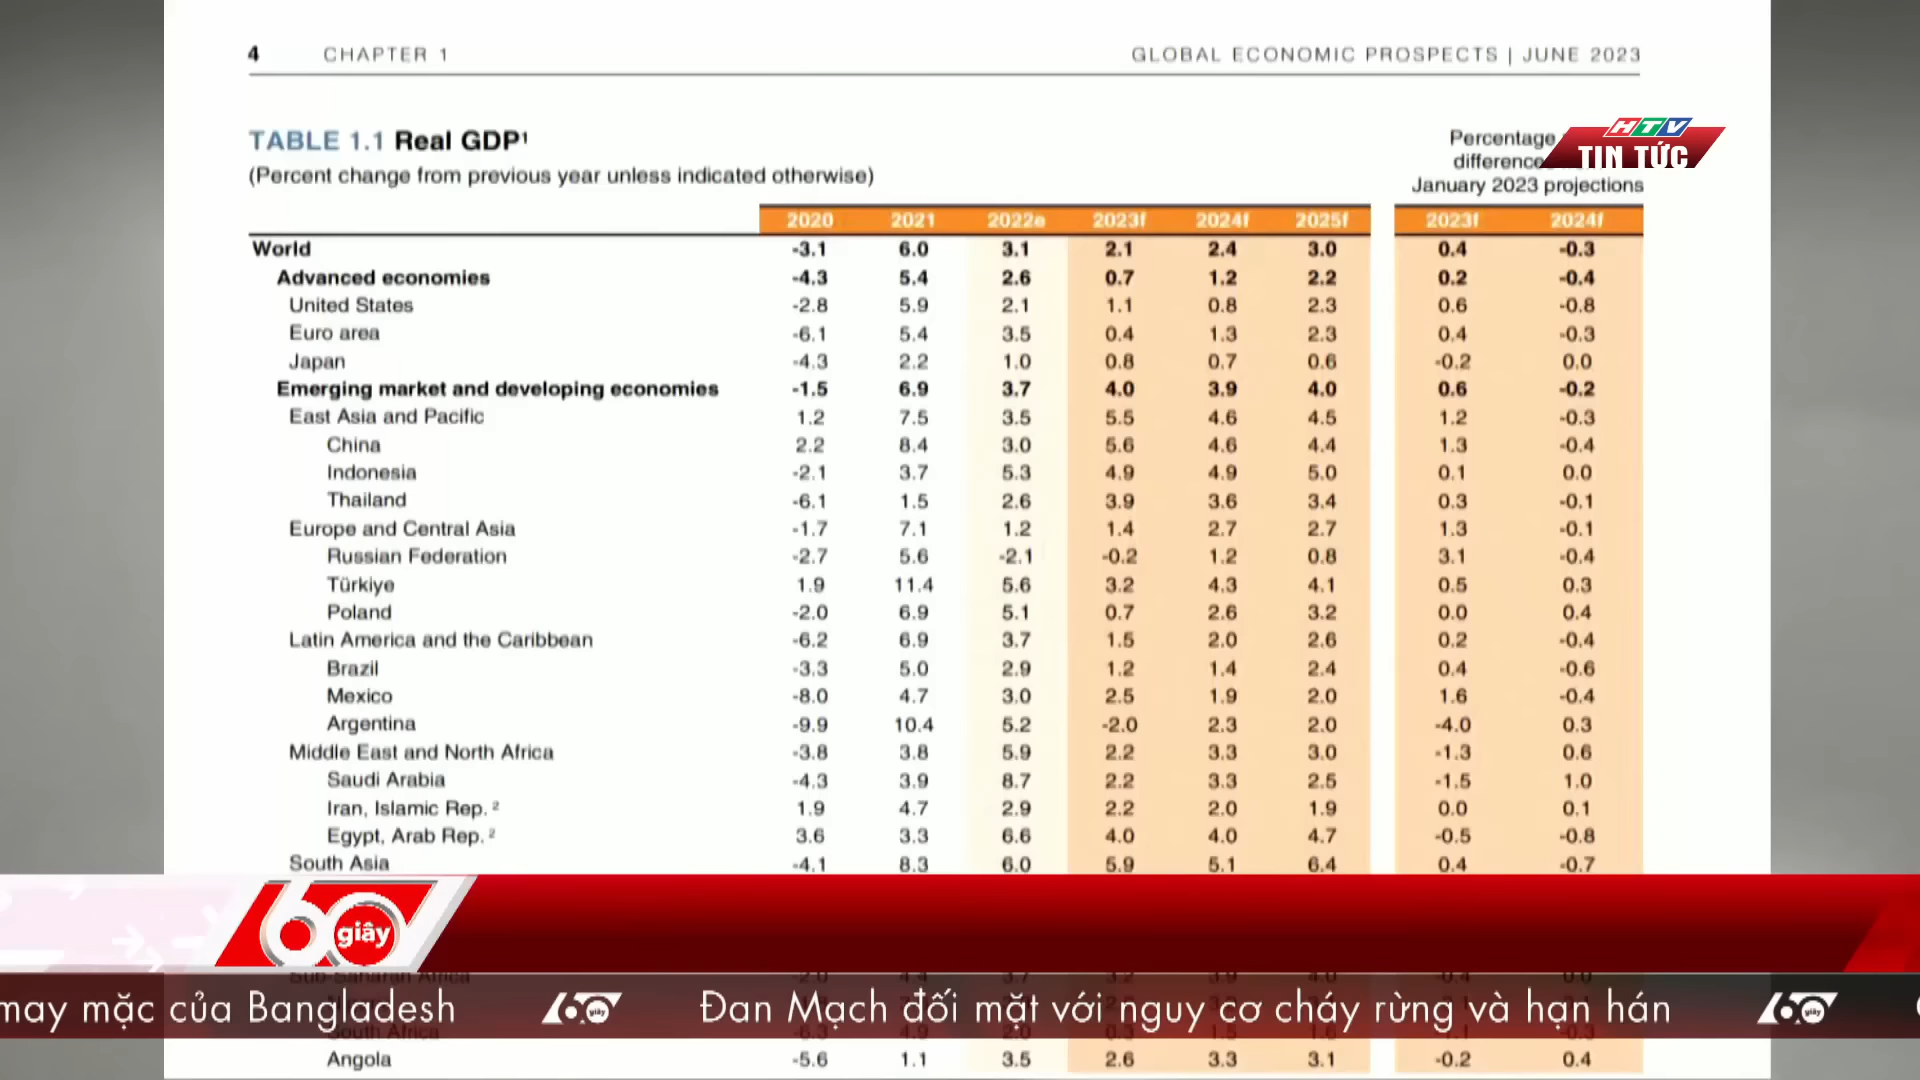 4 CHAPTER 1 GLOBAL ECONOMIC PROSPECTS | JUNE 2023
TABLE 1.1 Real GDP¹
(Percent change from previous year unless indicated otherwise)
Percentage
difference
January 2023 projections
HTV
TIN TỨC
2020 2021 2022e 2023f 2024f 2025f 2023f 2024f
World -3.1 6.0 3.1 2.1 2.4 3.0 0.4 -0.3
Advanced economies -4.3 5.4 2.6 0.7 1.2 2.2 0.2 -0.4
United States -2.8 5.9 2.1 1.1 0.8 2.3 0.6 -0.8
Euro area -6.1 5.4 3.5 0.4 1.3 2.3 0.4 -0.3
Japan -4.3 2.2 1.0 0.8 0.7 0.6 -0.2 0.0
Emerging market and developing economies -1.5 6.9 3.7 4.0 3.9 4.0 0.6 -0.2
East Asia and Pacific 1.2 7.5 3.5 5.5 4.6 4.5 1.2 -0.3
China 2.2 8.4 3.0 5.6 4.6 4.4 1.3 -0.4
Indonesia -2.1 3.7 5.3 4.9 4.9 5.0 0.1 0.0
Thailand -6.1 1.5 2.6 3.9 3.6 3.4 0.3 -0.1
Europe and Central Asia -1.7 7.1 1.2 1.4 2.7 2.7 1.3 -0.1
Russian Federation -2.7 5.6 -2.1 -0.2 1.2 0.8 3.1 -0.4
Türkiye 1.9 11.4 5.6 3.2 4.3 4.1 0.5 0.3
Poland -2.0 6.9 5.1 0.7 2.6 3.2 0.0 0.4
Latin America and the Caribbean -6.2 6.9 3.7 1.5 2.0 2.6 0.2 -0.4
Brazil -3.3 5.0 2.9 1.2 1.4 2.4 0.4 -0.6
Mexico -8.0 4.7 3.0 2.5 1.9 2.0 1.6 -0.4
Argentina -9.9 10.4 5.2 -2.0 2.3 2.0 -4.0 0.3
Middle East and North Africa -3.8 3.8 5.9 2.2 3.3 3.0 -1.3 0.6
Saudi Arabia -4.3 3.9 8.7 2.2 3.3 2.5 -1.5 1.0
Iran, Islamic Rep. ² 1.9 4.7 2.9 2.2 2.0 1.9 0.0 0.1
Egypt, Arab Rep. ² 3.6 3.3 6.6 4.0 4.0 4.7 -0.5 -0.8
South Asia -4.1 8.3 6.0 5.9 5.1 6.4 0.4 -0.7
60 giây
may mặc của Bangladesh 60 giây Đan Mạch đối mặt với nguy cơ cháy rừng và hạn hán 60 giây
South Africa
Angola -5.6 1.1 3.5 2.6 3.3 3.1 -0.2 0.4